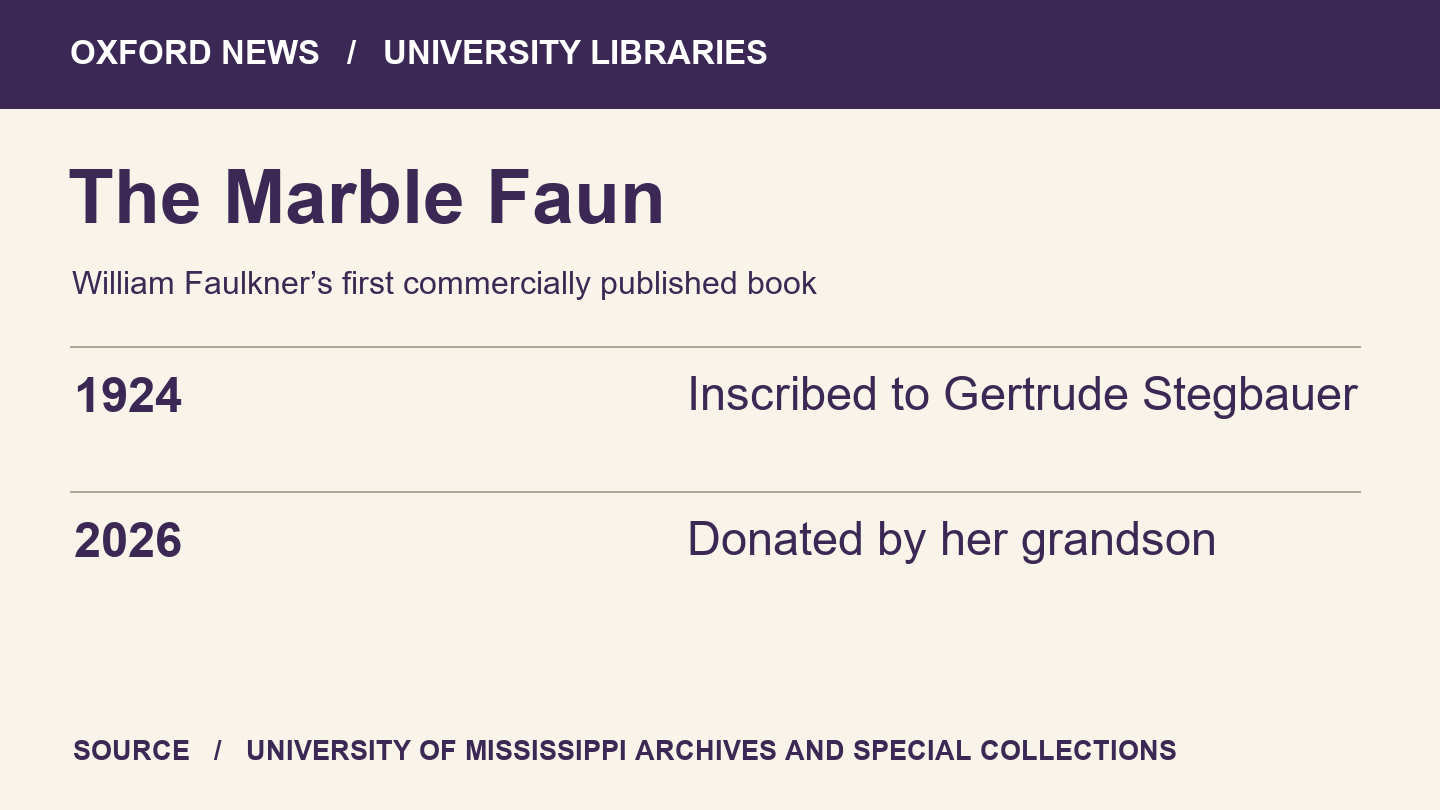 OXFORD NEWS / UNIVERSITY LIBRARIES
The Marble Faun
William Faulkner’s first commercially published book
1924 Inscribed to Gertrude Stegbauer
2026 Donated by her grandson
SOURCE / UNIVERSITY OF MISSISSIPPI ARCHIVES AND SPECIAL COLLECTIONS